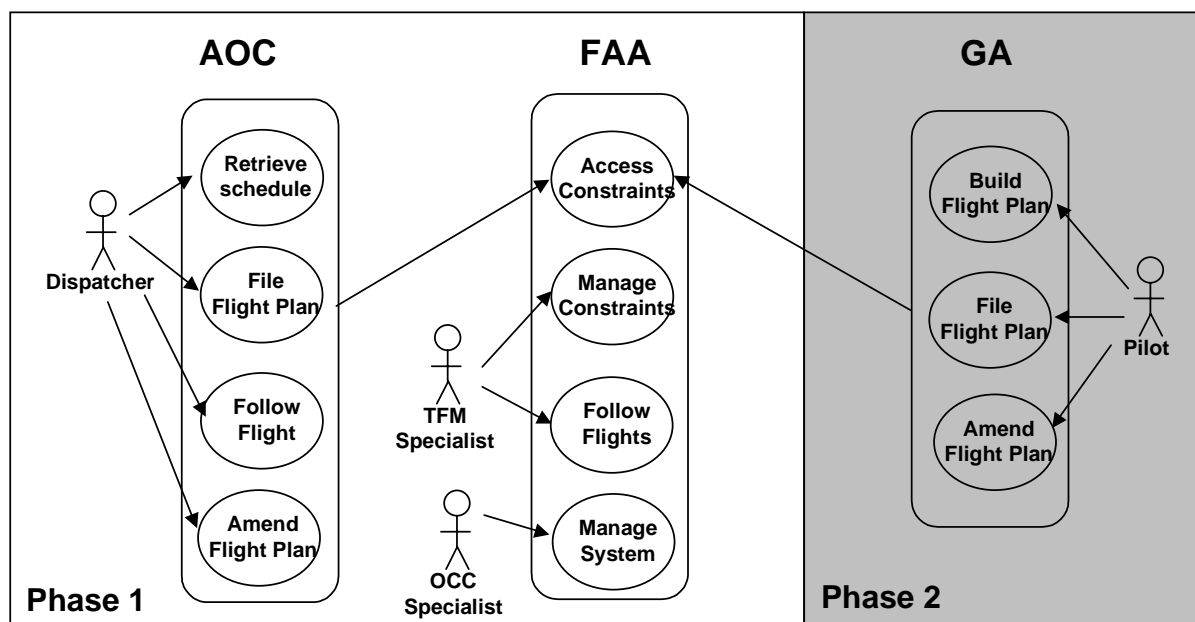 AOC
FAA
GA
Retrieve
schedule
File
Flight Plan
Follow
Flight
Amend
Flight Plan
Dispatcher
Access
Constraints
Manage
Constraints
Follow
Flights
Manage
System
TFM
Specialist
OCC
Specialist
Build
Flight Plan
File
Flight Plan
Amend
Flight Plan
Pilot
Phase 1
Phase 2